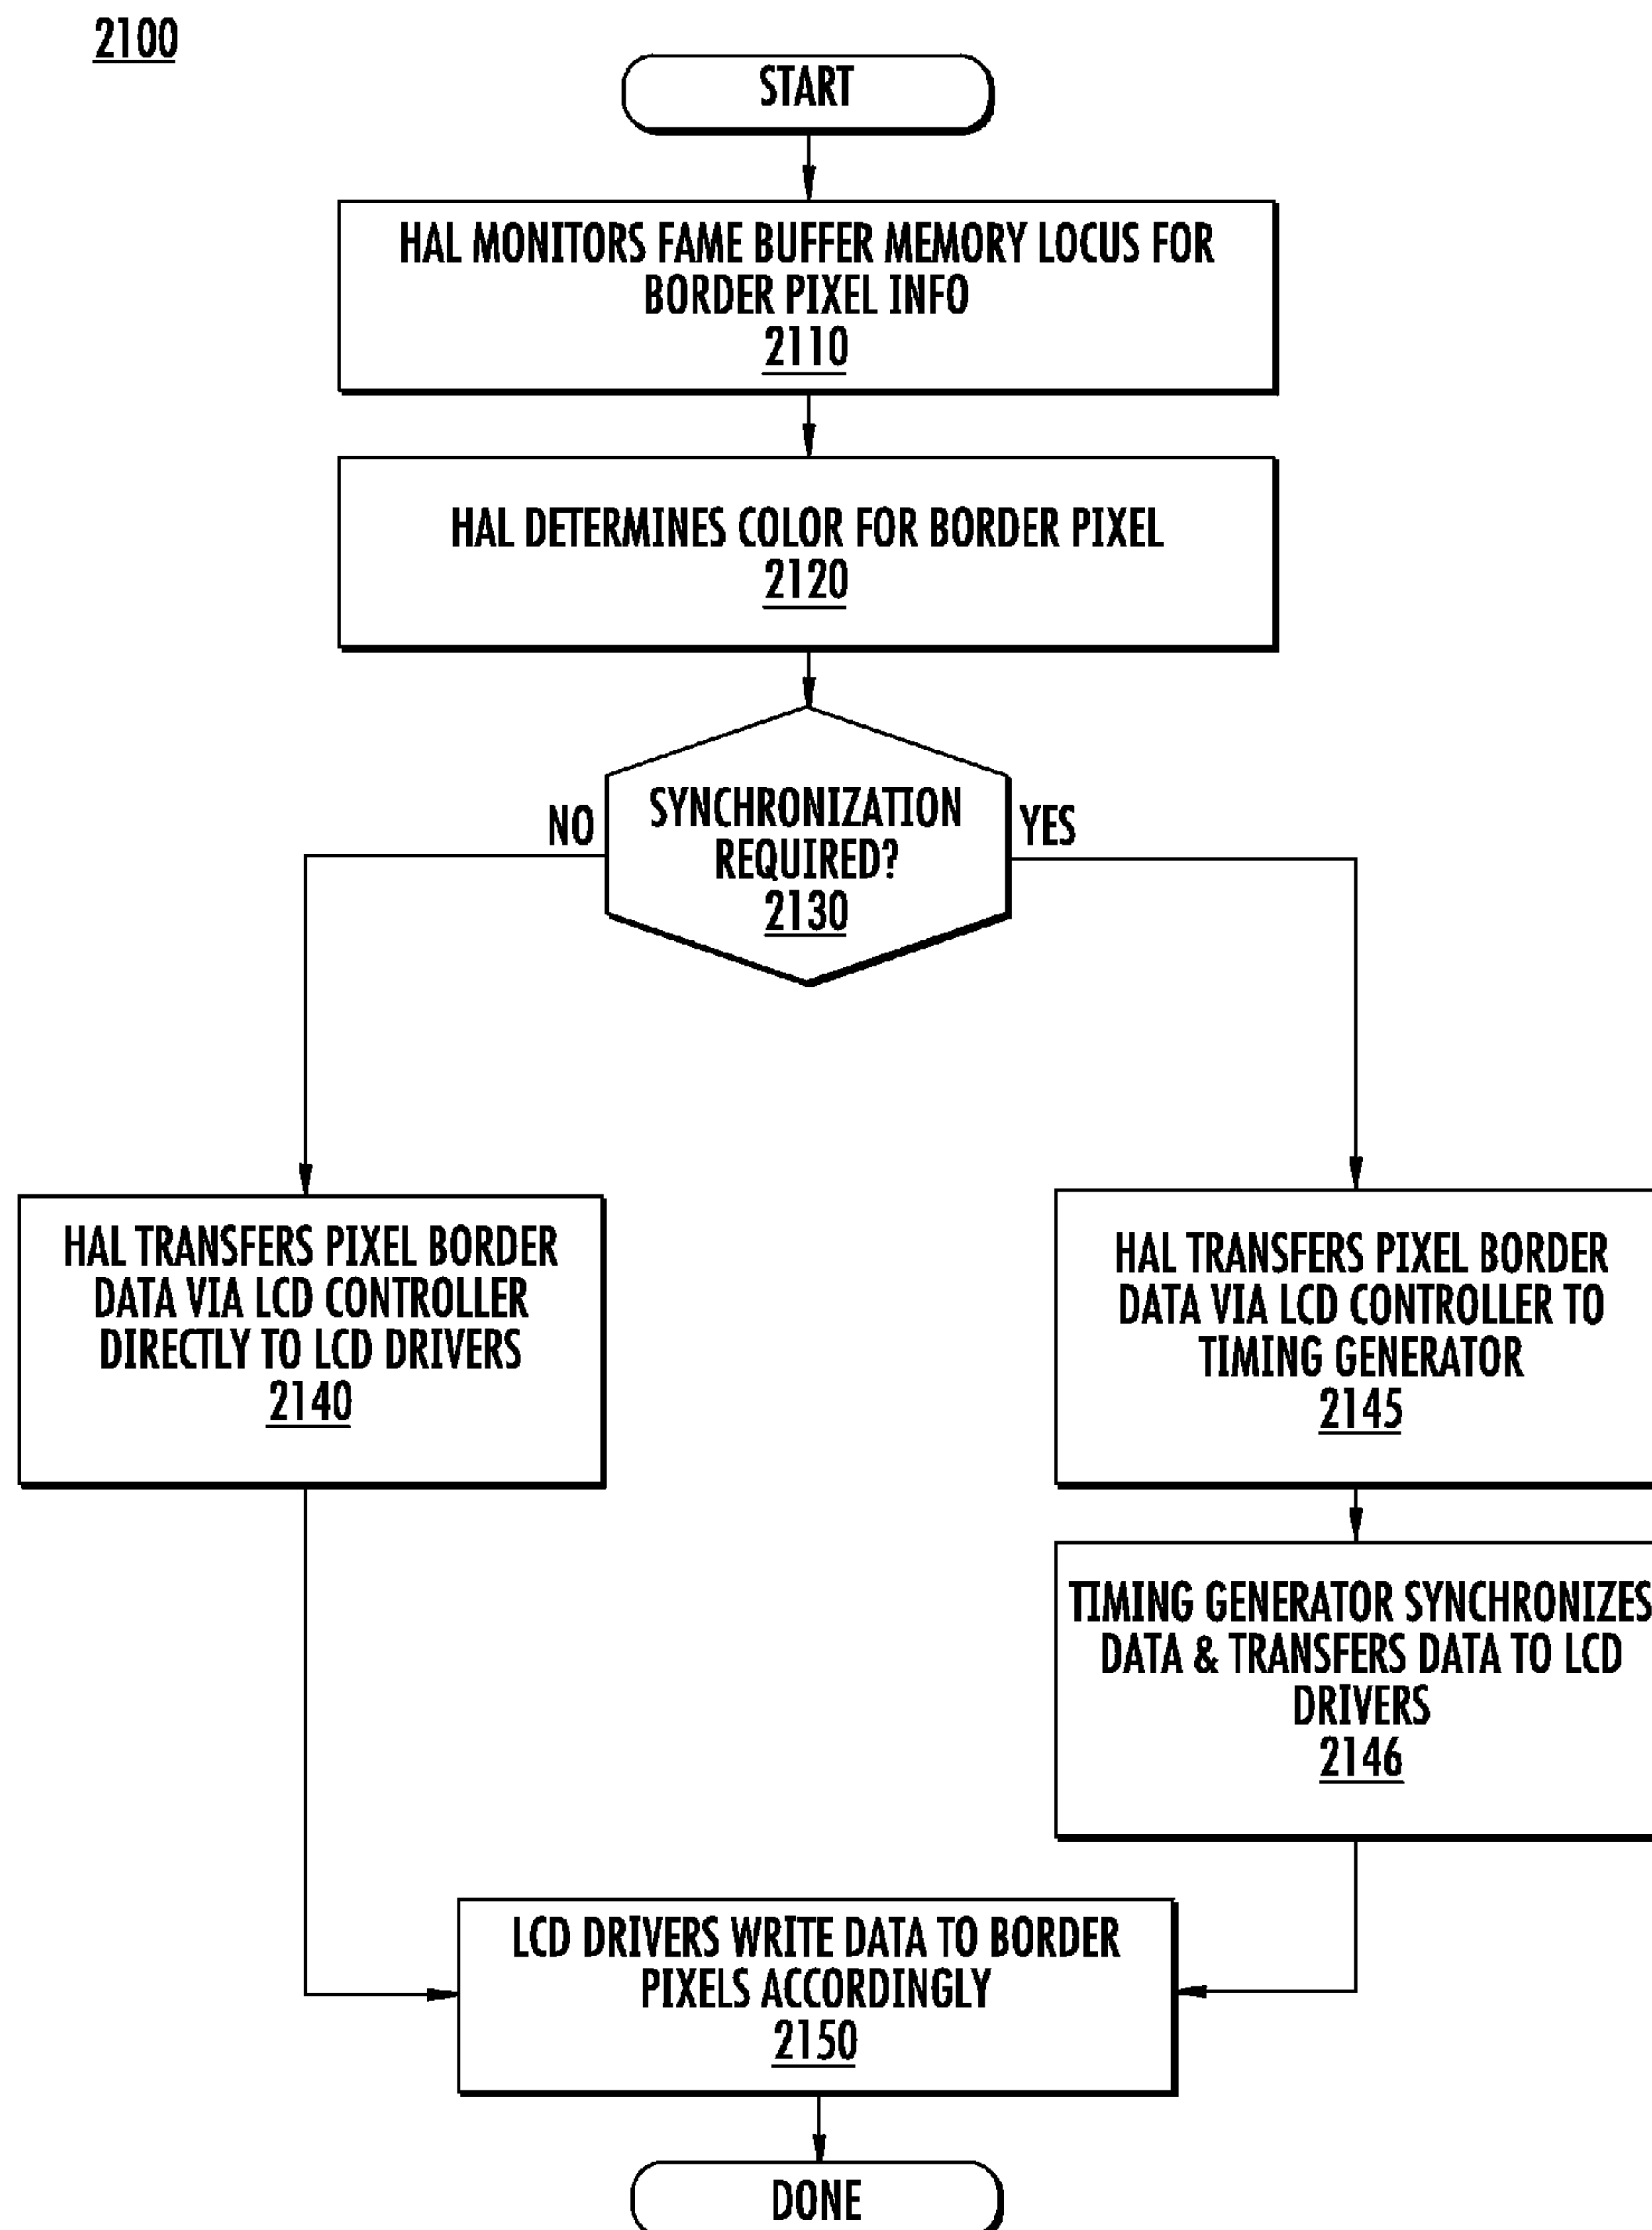 2100
START
HAL MONITORS FAME BUFFER MEMORY LOCUS FOR
BORDER PIXEL INFO
2110
HAL DETERMINES COLOR FOR BORDER PIXEL
2120
SYNCHRONIZATION
REQUIRED?
2130
NO
YES
HAL TRANSFERS PIXEL BORDER
DATA VIA LCD CONTROLLER
DIRECTLY TO LCD DRIVERS
2140
HAL TRANSFERS PIXEL BORDER
DATA VIA LCD CONTROLLER TO
TIMING GENERATOR
2145
TIMING GENERATOR SYNCHRONIZES
DATA & TRANSFERS DATA TO LCD
DRIVERS
2146
LCD DRIVERS WRITE DATA TO BORDER
PIXELS ACCORDINGLY
2150
DONE